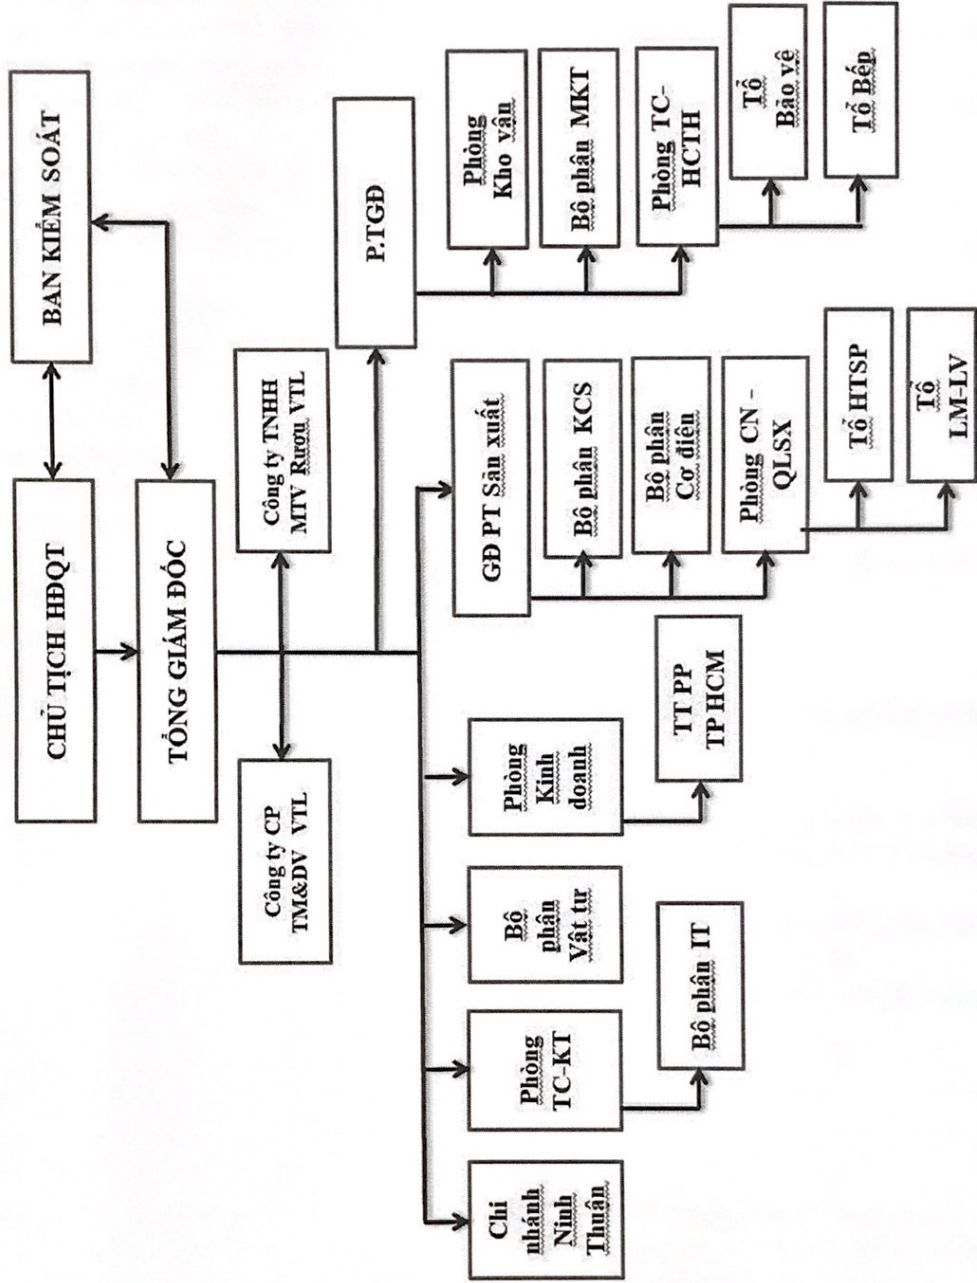 CHỦ TỊCH HĐQT
BAN KIỂM SOÁT
TỔNG GIÁM ĐỐC
Công ty CP
TM&DV VTL
Công ty TNHH
MTV Rượu VTL
P.TGĐ
Chi
nhánh
Ninh
Thuận
Phòng
TC-KT
Bộ
phận
Vật tư
Phòng
Kinh
doanh
GĐ PT Sản xuất
Phòng
Kho vận
Bộ phận IT
TT PP
TP HCM
Bộ phận KCS
Bộ phận
Cơ điện
Phòng CN -
QLSX
Tổ HTSP
Tổ
LM-LV
Bộ phận MKT
Phòng TC-
HCTH
Tổ
Bảo vệ
Tổ Bếp